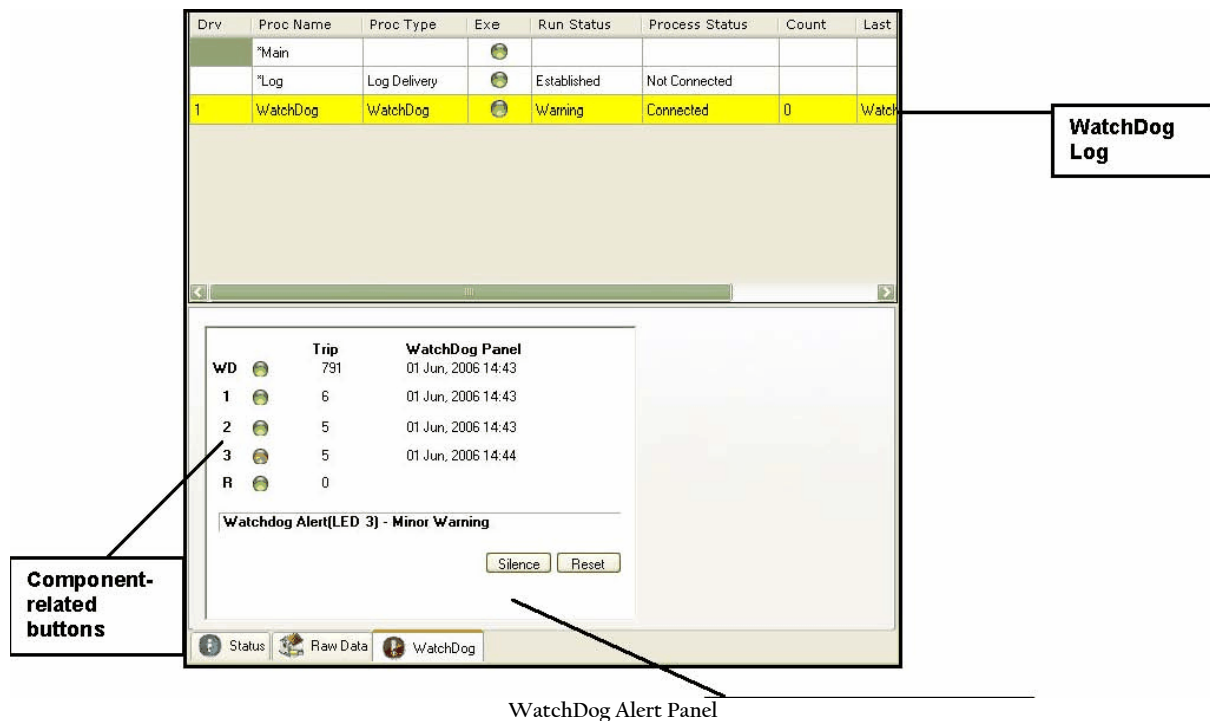 Drv Proc Name Proc Type Exe Run Status Process Status Count Last
*Main
*Log Log Delivery Established Not Connected
1 WatchDog WatchDog Warning Connected 0 Watch
WatchDog
Log
Trip WatchDog Panel
WD 791 01 Jun, 2006 14:43
1 6 01 Jun, 2006 14:43
2 5 01 Jun, 2006 14:43
3 5 01 Jun, 2006 14:44
R 0
Watchdog Alert(LED 3) - Minor Warning
Silence Reset
Component-
related
buttons
Status Raw Data WatchDog
WatchDog Alert Panel